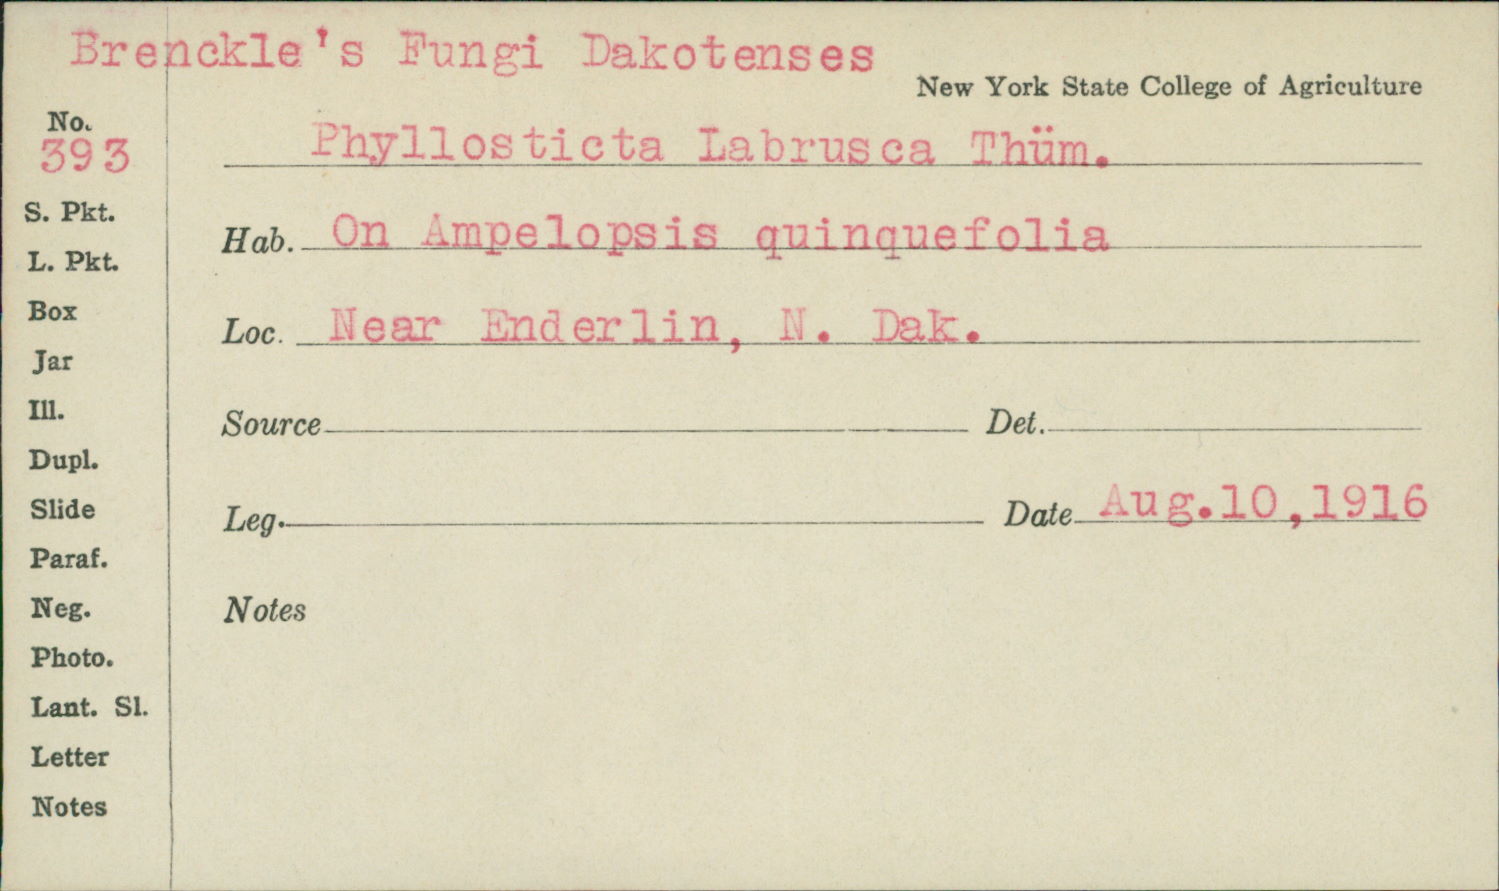 Brenckle's Fungi Dakotenses
New York State College of Agriculture
No.
393
Phyllosticta Labrusca Thüm.
S. Pkt.
Hab. On Ampelopsis quinquefolia
L. Pkt.
Box
Loc. Near Enderlin, N. Dak.
Jar
Ill.
Source Det.
Dupl.
Slide
Leg. Date Aug.10,1916
Paraf.
Neg.
Notes
Photo.
Lant. Sl.
Letter
Notes